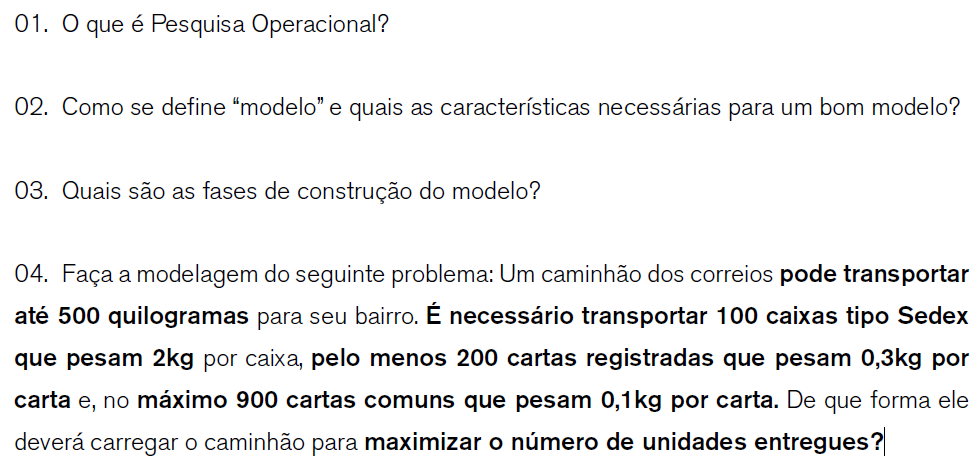 01. O que é Pesquisa Operacional?
02. Como se define “modelo” e quais as características necessárias para um bom modelo?
03. Quais são as fases de construção do modelo?
04. Faça a modelagem do seguinte problema: Um caminhão dos correios pode transportar
até 500 quilogramas para seu bairro. É necessário transportar 100 caixas tipo Sedex
que pesam 2kg por caixa, pelo menos 200 cartas registradas que pesam 0,3kg por
carta e, no máximo 900 cartas comuns que pesam 0,1kg por carta. De que forma ele
deverá carregar o caminhão para maximizar o número de unidades entregues?